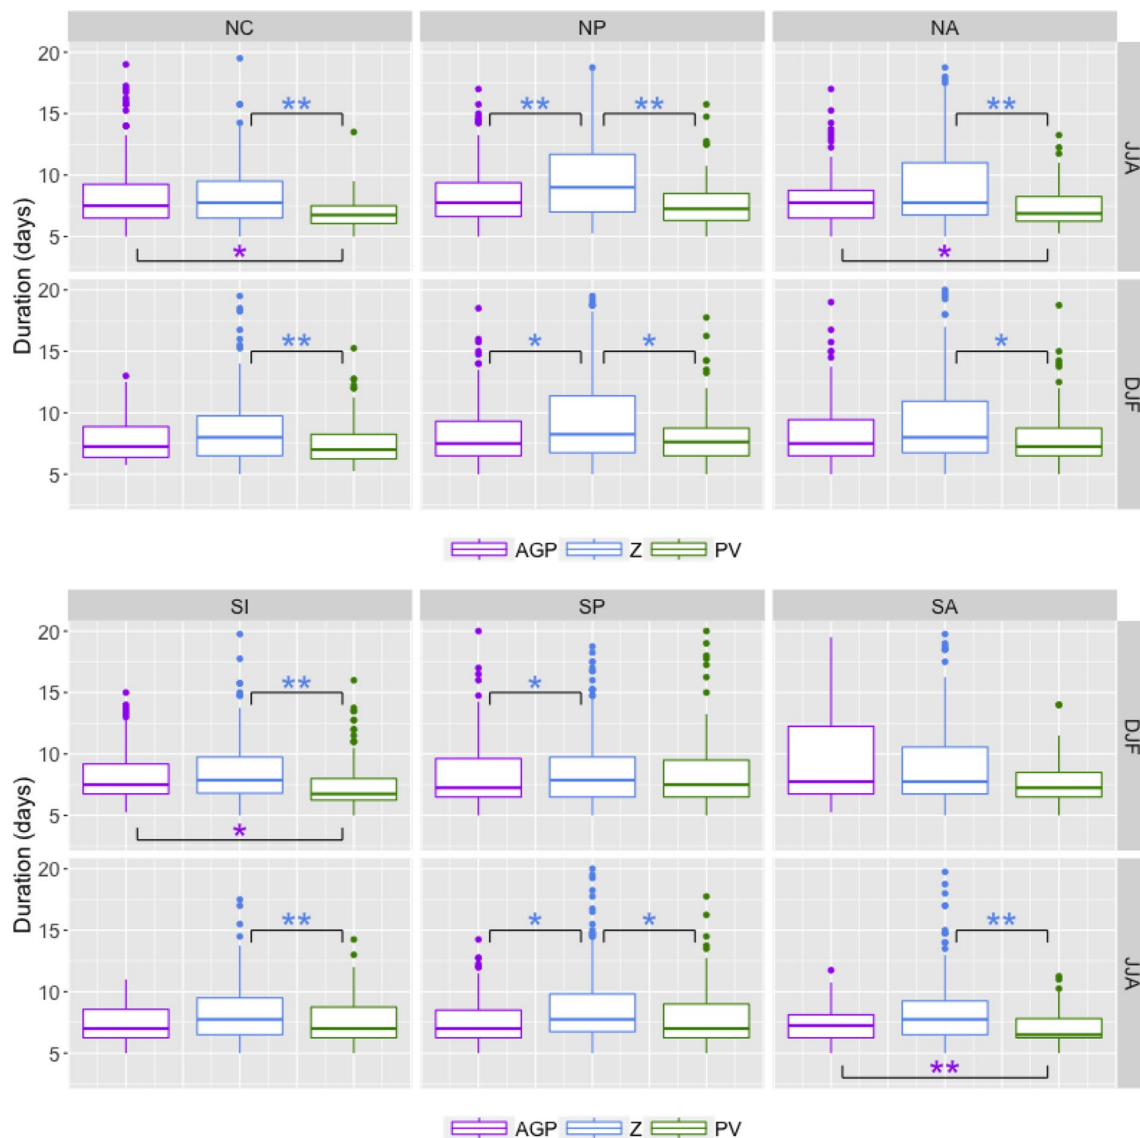 NC NP NA
20
15
10
5
** ** ** **
* *
JJA
Duration (days)
20
15
10
5
** * * *
DJF
AGP Z PV
SI SP SA
20
15
10
5
** *
*
DJF
Duration (days)
20
15
10
5
** * * **
**
JJA
AGP Z PV